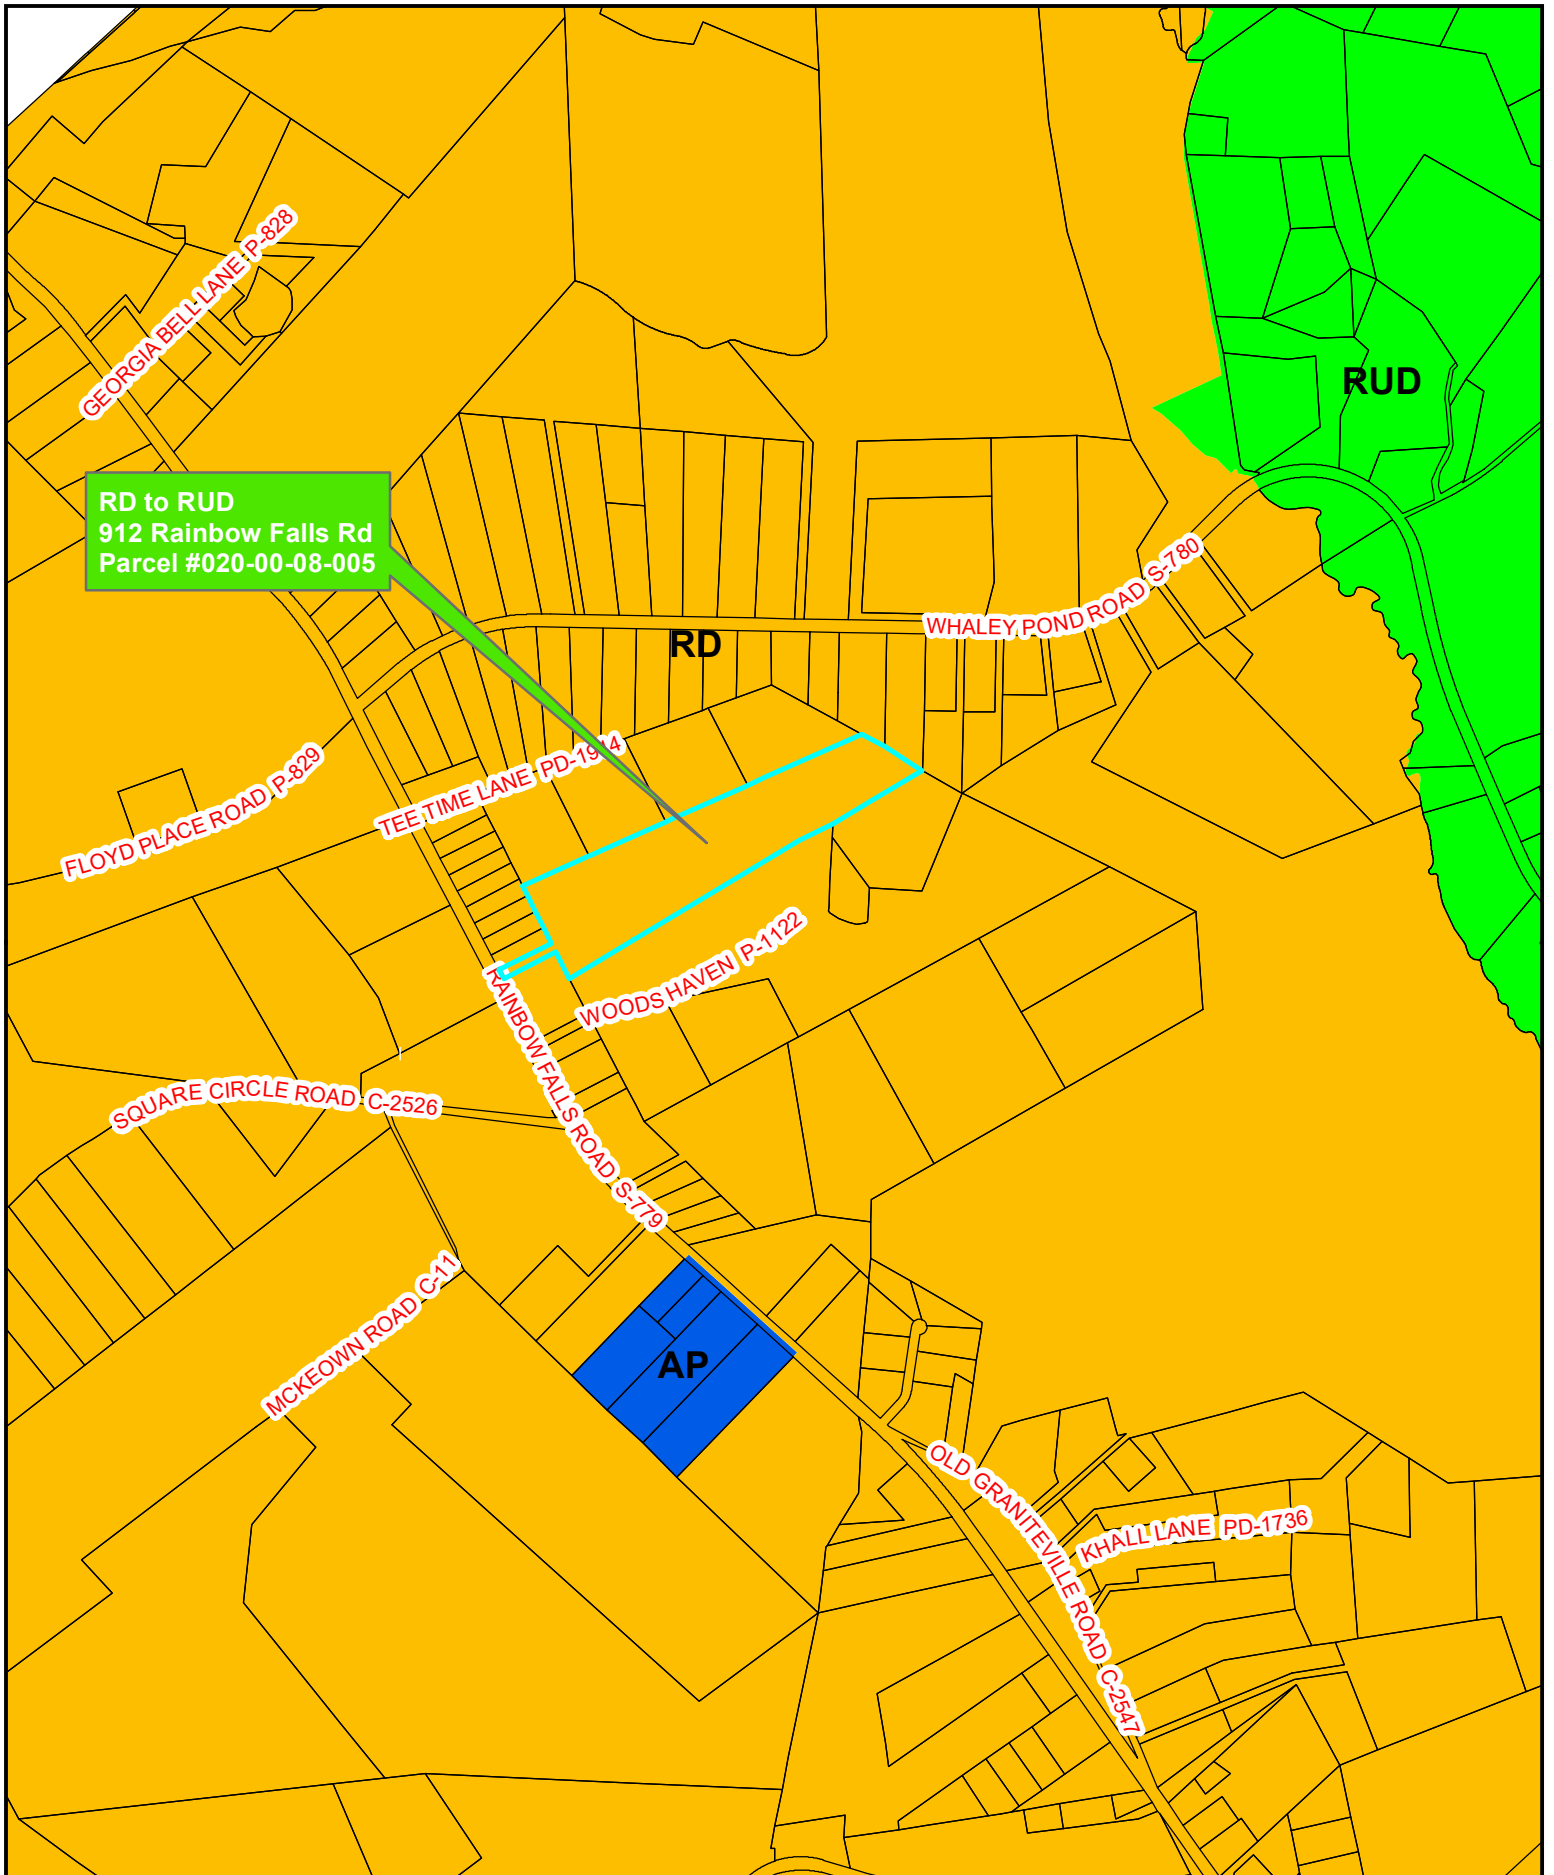 GEORGIA BELL LANE P-828
RUD
RD to RUD
912 Rainbow Falls Rd
Parcel #020-00-08-005
WHALEY POND ROAD S-780
RD
TEE TIME LANE PD-1914
FLOYD PLACE ROAD P-829
WOODS HAVEN P-1122
RAINBOW FALLS ROAD S-779
SQUARE CIRCLE ROAD C-2526
MCKEOWN ROAD C-11
AP
OLD GRANITEVILLE ROAD C-2547
KHALL LANE PD-1736